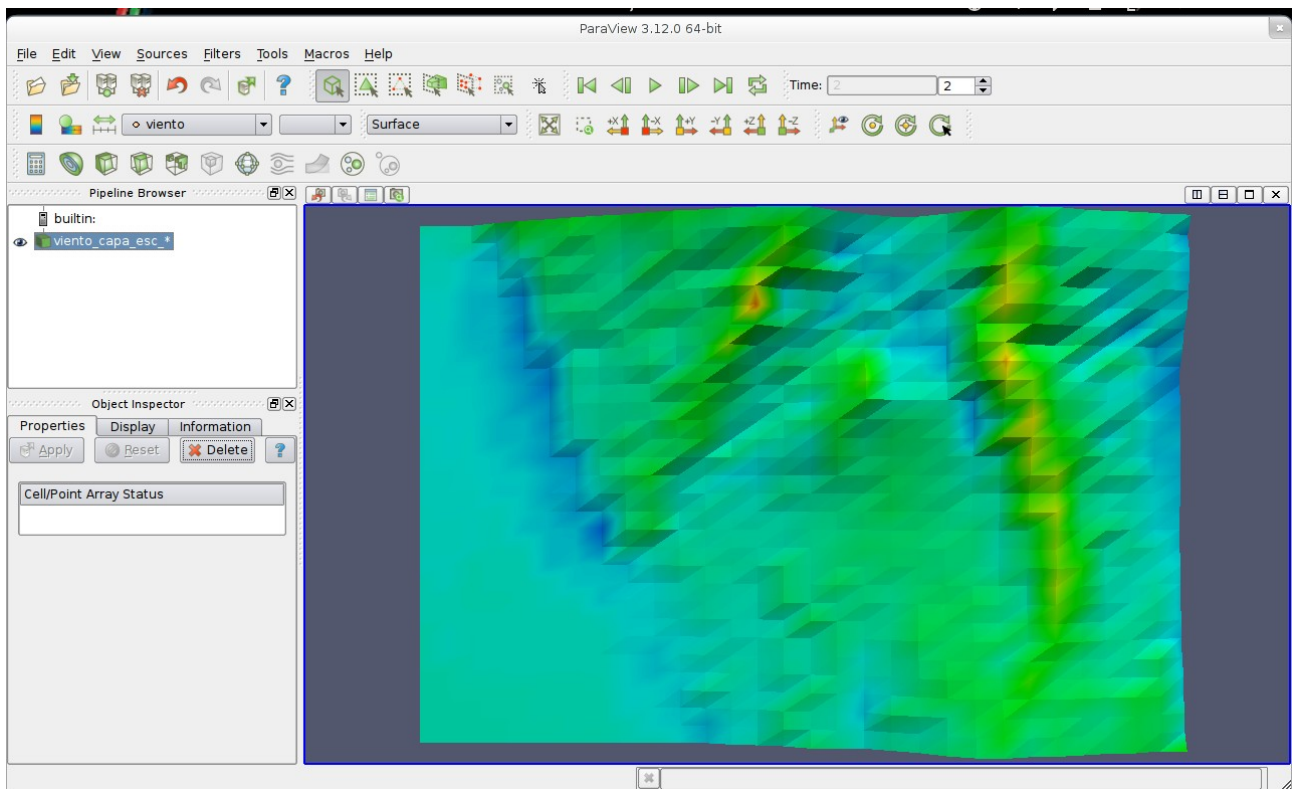 ParaView 3.12.0 64-bit
File Edit View Sources Filters Tools Macros Help
Time: 2 2
viento Surface +X -X +Y -Y +Z -Z
Pipeline Browser
builtin:
viento_capa_esc_*
Object Inspector
Properties Display Information
Apply Reset Delete ?
Cell/Point Array Status